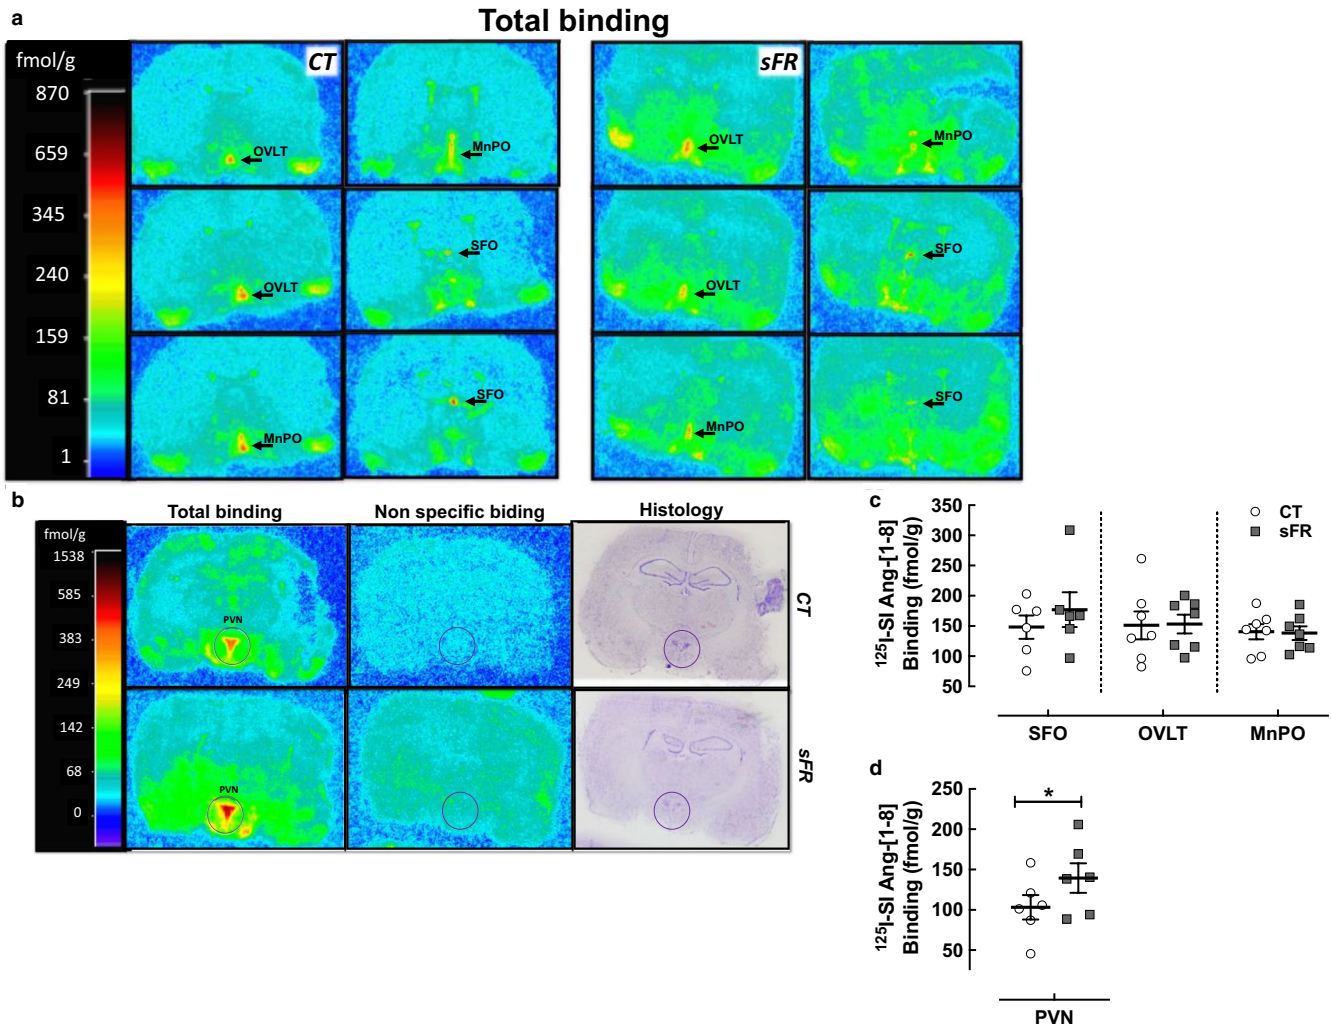 a
Total binding
fmol/g
870
659
345
240
159
81
1
CT
OVLT
MnPO
OVLT
SFO
MnPO
SFO
sFR
OVLT
MnPO
OVLT
SFO
MnPO
SFO
b
Total binding
Non specific biding
Histology
fmol/g
1538
585
383
249
142
68
0
PVN
CT
PVN
sFR
c
125I-SI Ang-[1-8]
Binding (fmol/g)
350
300
250
200
150
100
50
CT
sFR
SFO
OVLT
MnPO
d
125I-SI Ang-[1-8]
Binding (fmol/g)
250
200
150
100
50
*
PVN